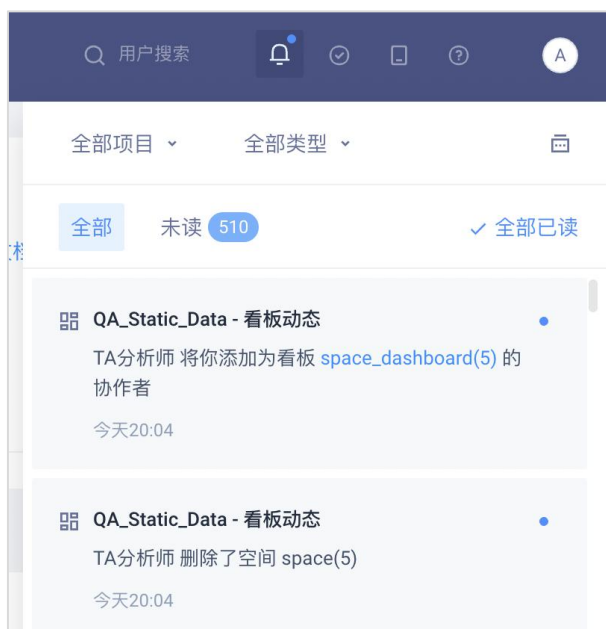 用户搜索
A
全部项目 全部类型
全部 未读 510 全部已读
QA_Static_Data - 看板动态
TA分析师 将你添加为看板 space_dashboard(5) 的
协作者
今天20:04
QA_Static_Data - 看板动态
TA分析师 删除了空间 space(5)
今天20:04